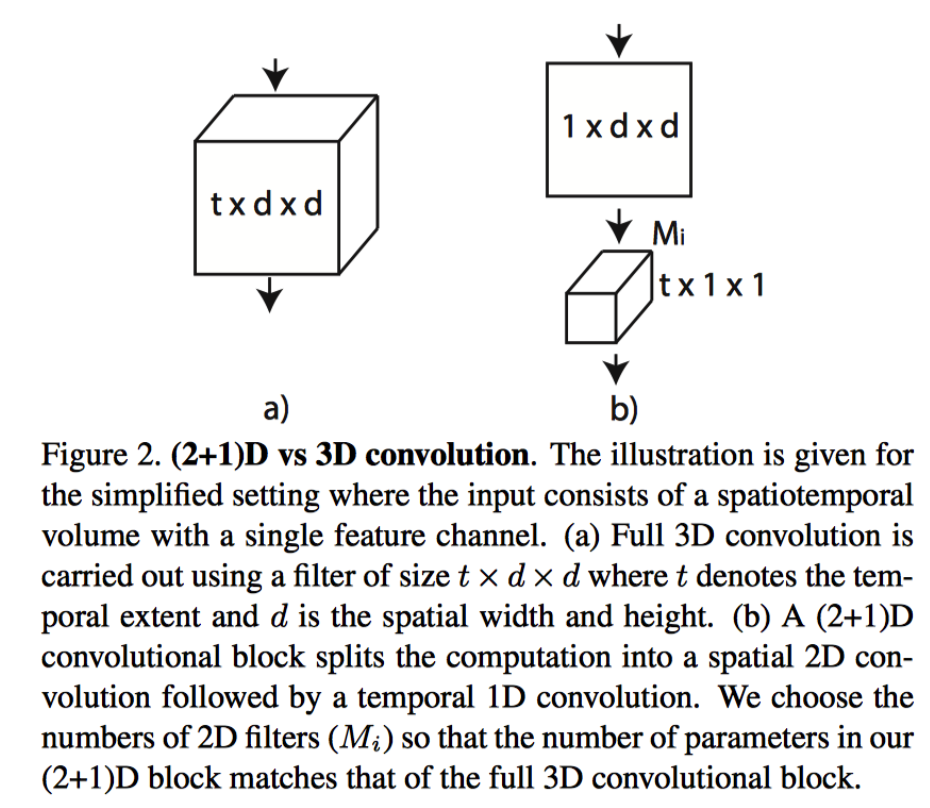 1 x d x d
t x d x d
Mi
t x 1 x 1
a)
b)
Figure 2. (2+1)D vs 3D convolution. The illustration is given for
the simplified setting where the input consists of a spatiotemporal
volume with a single feature channel. (a) Full 3D convolution is
carried out using a filter of size t × d × d where t denotes the tem-
poral extent and d is the spatial width and height. (b) A (2+1)D
convolutional block splits the computation into a spatial 2D con-
volution followed by a temporal 1D convolution. We choose the
numbers of 2D filters (Mᵢ) so that the number of parameters in our
(2+1)D block matches that of the full 3D convolutional block.